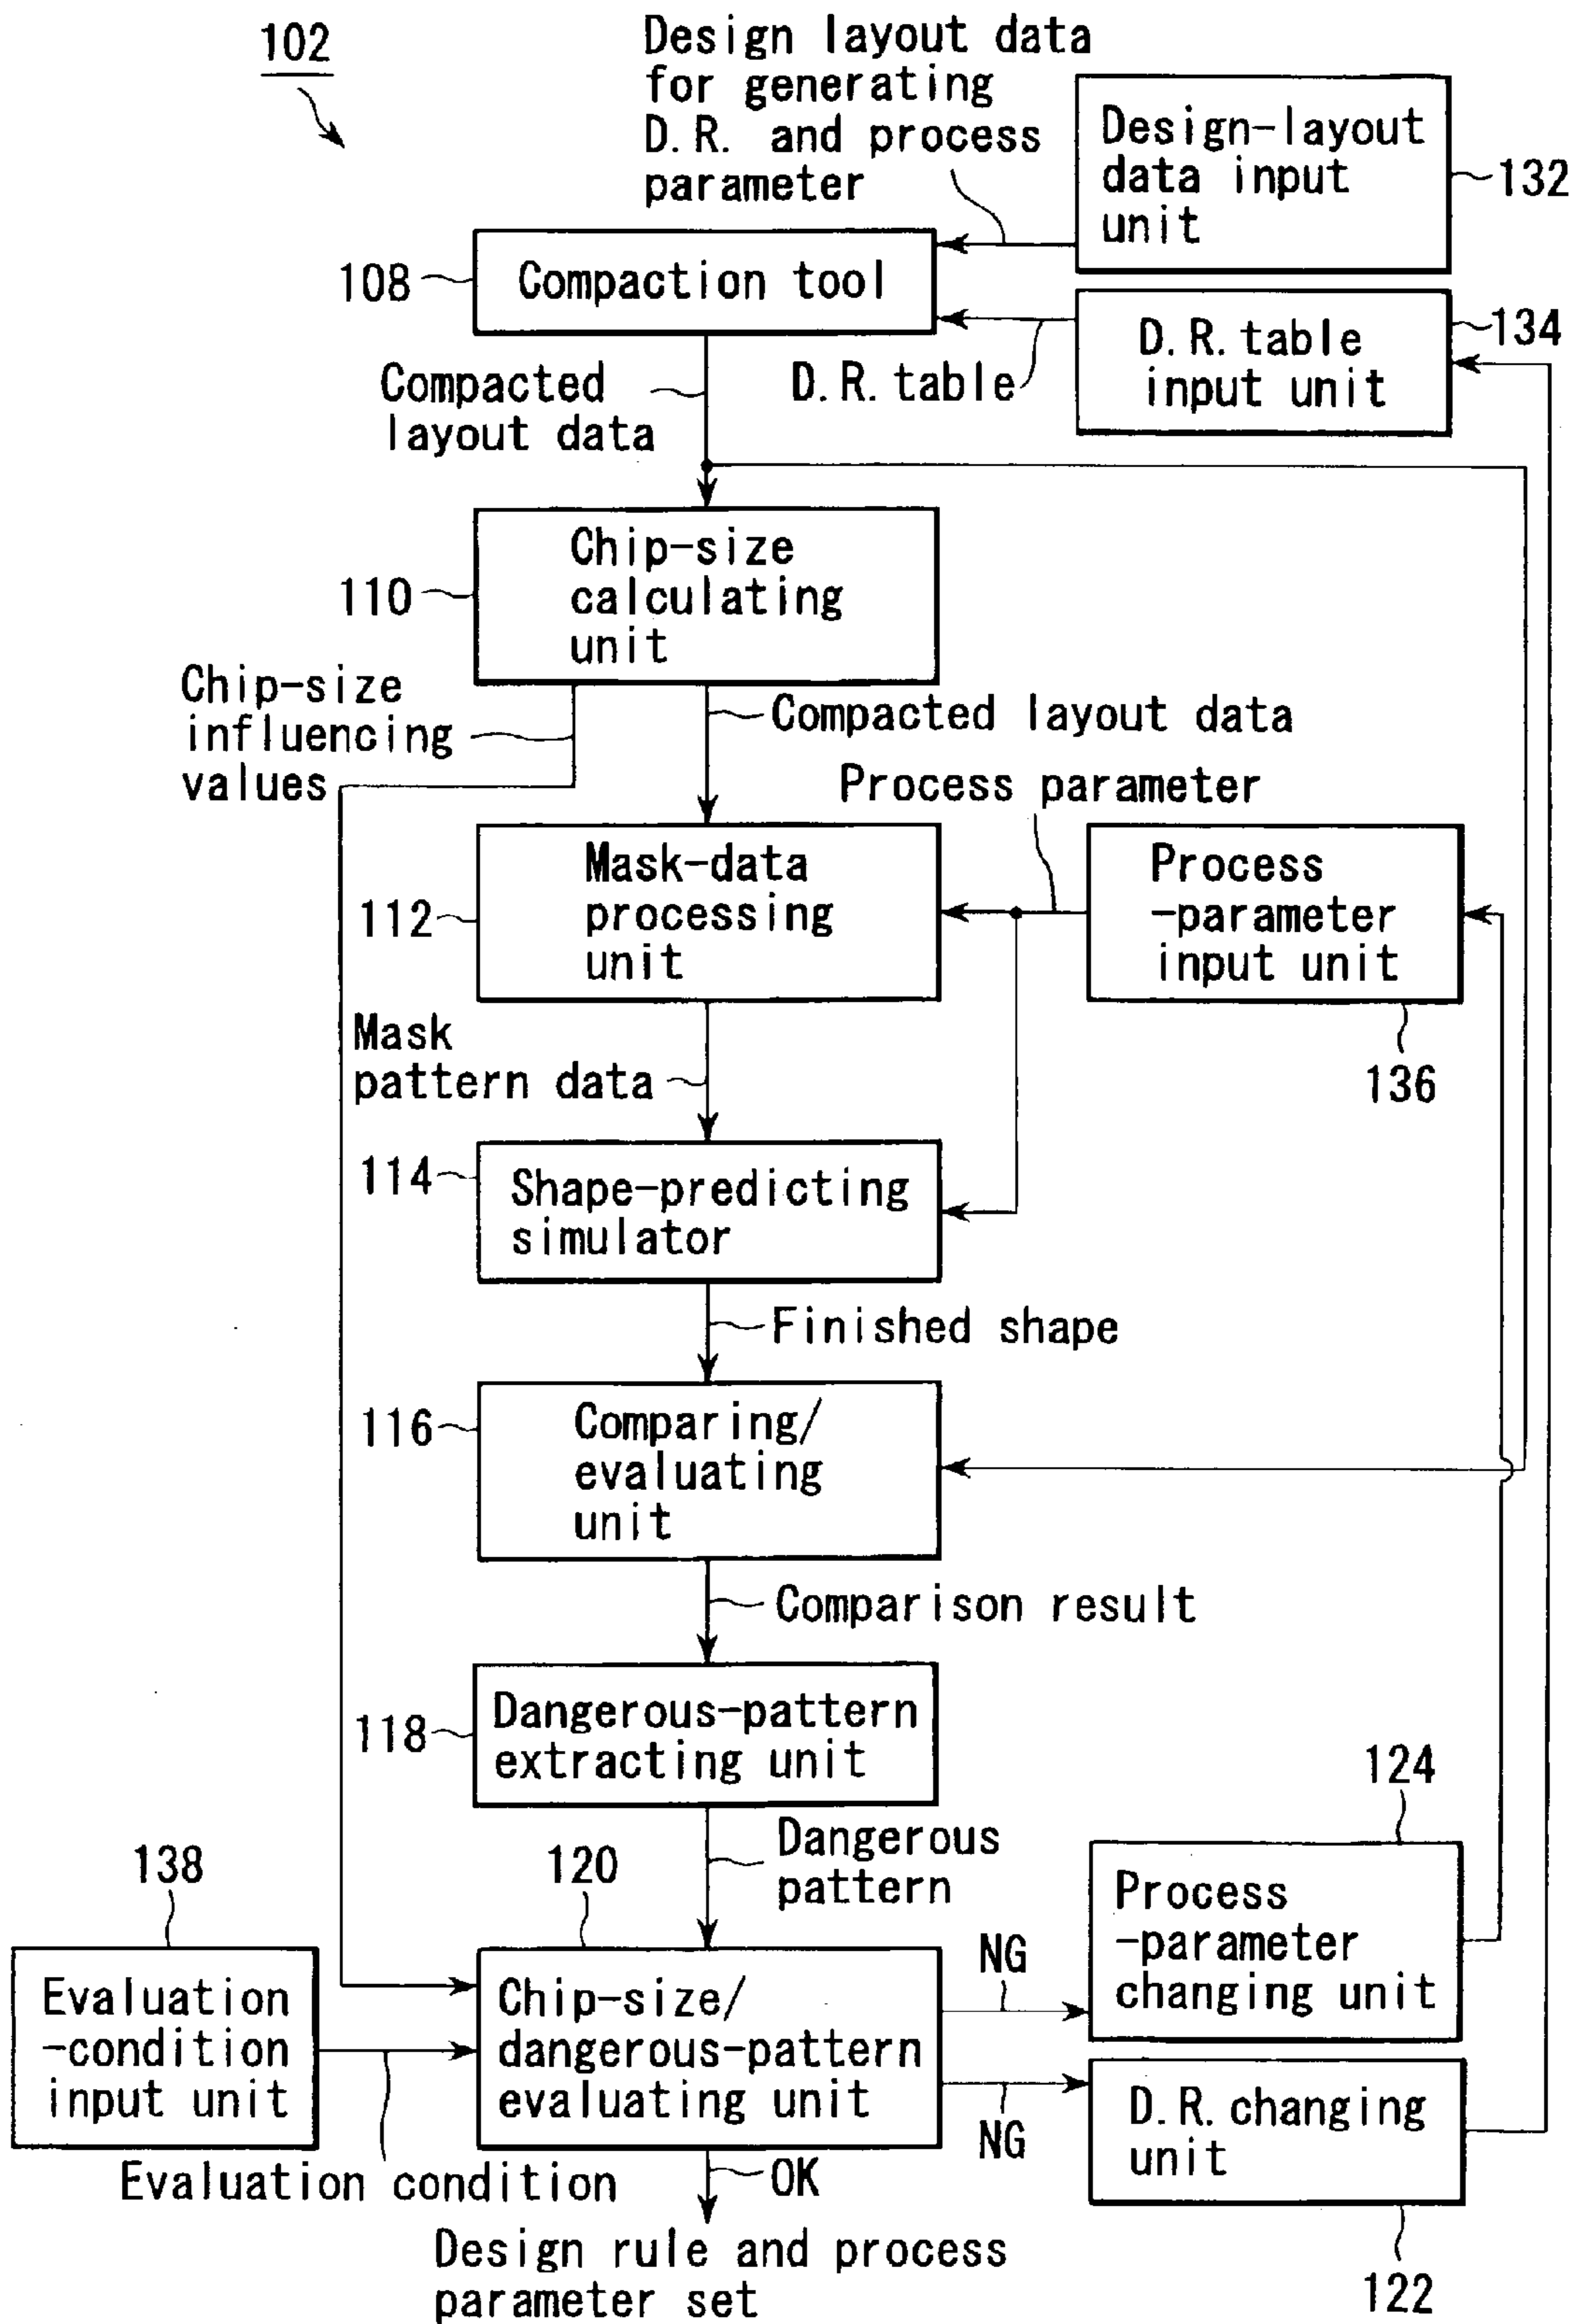 102
Design layout data
for generating
D.R. and process
parameter
Design-layout
data input
unit
132
108
Compaction tool
D.R.table
input unit
134
Compacted
layout data
D.R.table
Chip-size
calculating
unit
110
Chip-size
influencing
values
Compacted layout data
Process parameter
Mask-data
processing
unit
112
Process
-parameter
input unit
136
Mask
pattern data
114
Shape-predicting
simulator
Finished shape
116
Comparing/
evaluating
unit
Comparison result
118
Dangerous-pattern
extracting unit
124
Dangerous
pattern
138
120
Process
-parameter
changing unit
Evaluation
-condition
input unit
Chip-size/
dangerous-pattern
evaluating unit
NG
NG
D.R.changing
unit
Evaluation condition
OK
Design rule and process
parameter set
122